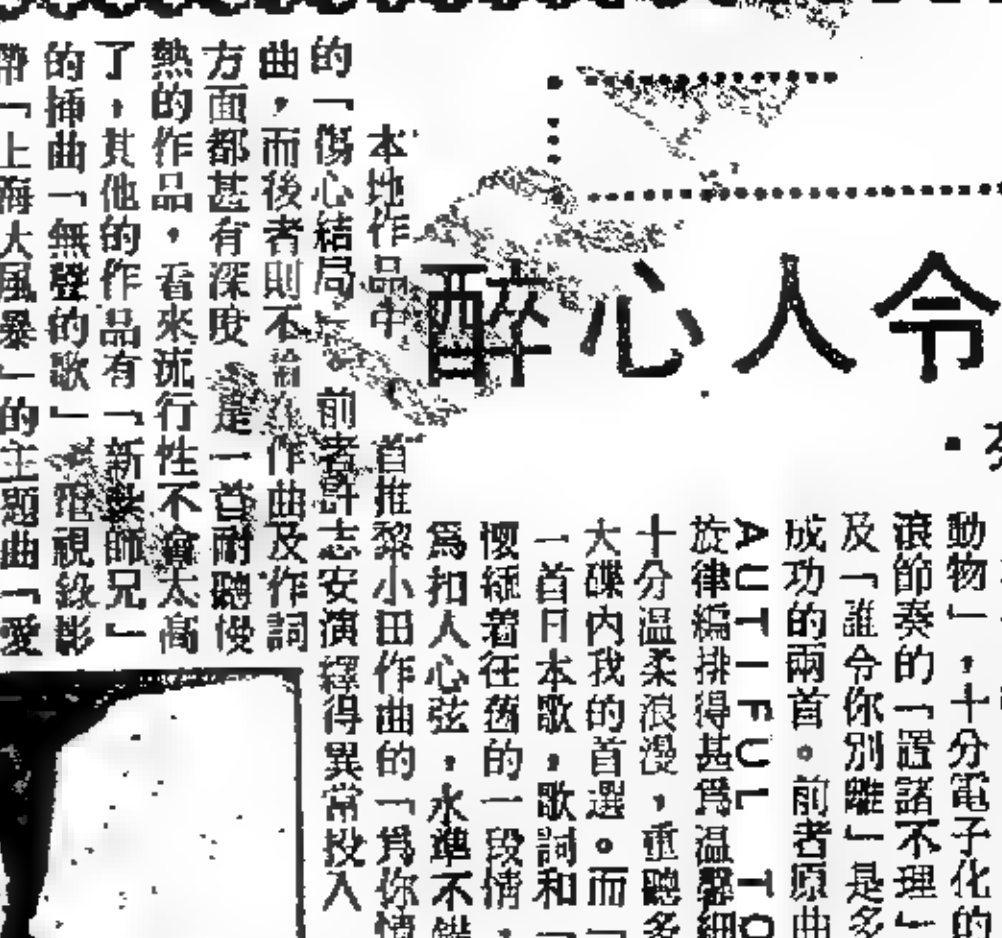 令人心醉
動物」，十分電子化的
浪節奏的「置諸不理」
及「誰令你別離」是多
成功的兩首。前者原曲
AUTIFUL TO
旋律編排得甚爲温馨細
十分温柔浪漫，重聽多
大碟内我的首選。而「
一首日本歌，歌詞和「
懷緬着往舊的一段情，
爲扣人心弦，水準不錯
本地作品中 首推黎小田作曲的「爲你情
的「傷心結局 。前者許志安演繹得異常投入
曲，而後者則不論在作曲及作詞
方面都甚有深度，是一首耐聽慢
熱的作品，看來流行性不會太高
了，其他的作品有「新紮師兄」
的插曲「無聲的歌」電視錄影
帶「上海大風暴」的主題曲「愛